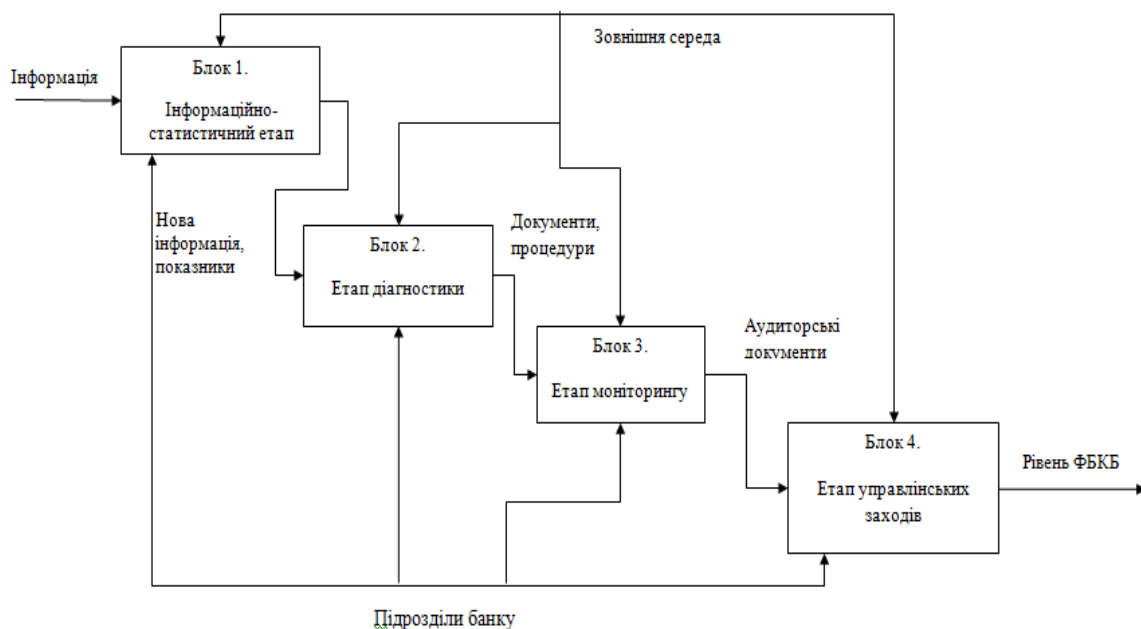 Зовнішня середа
Інформація
Блок 1.
Інформаційно-
статистичний етап
Нова
інформація,
показники
Блок 2.
Етап діагностики
Документи,
процедури
Блок 3.
Етап моніторингу
Аудиторські
документи
Блок 4.
Етап управлінських
заходів
Рівень ФБКБ
Підрозділи банку